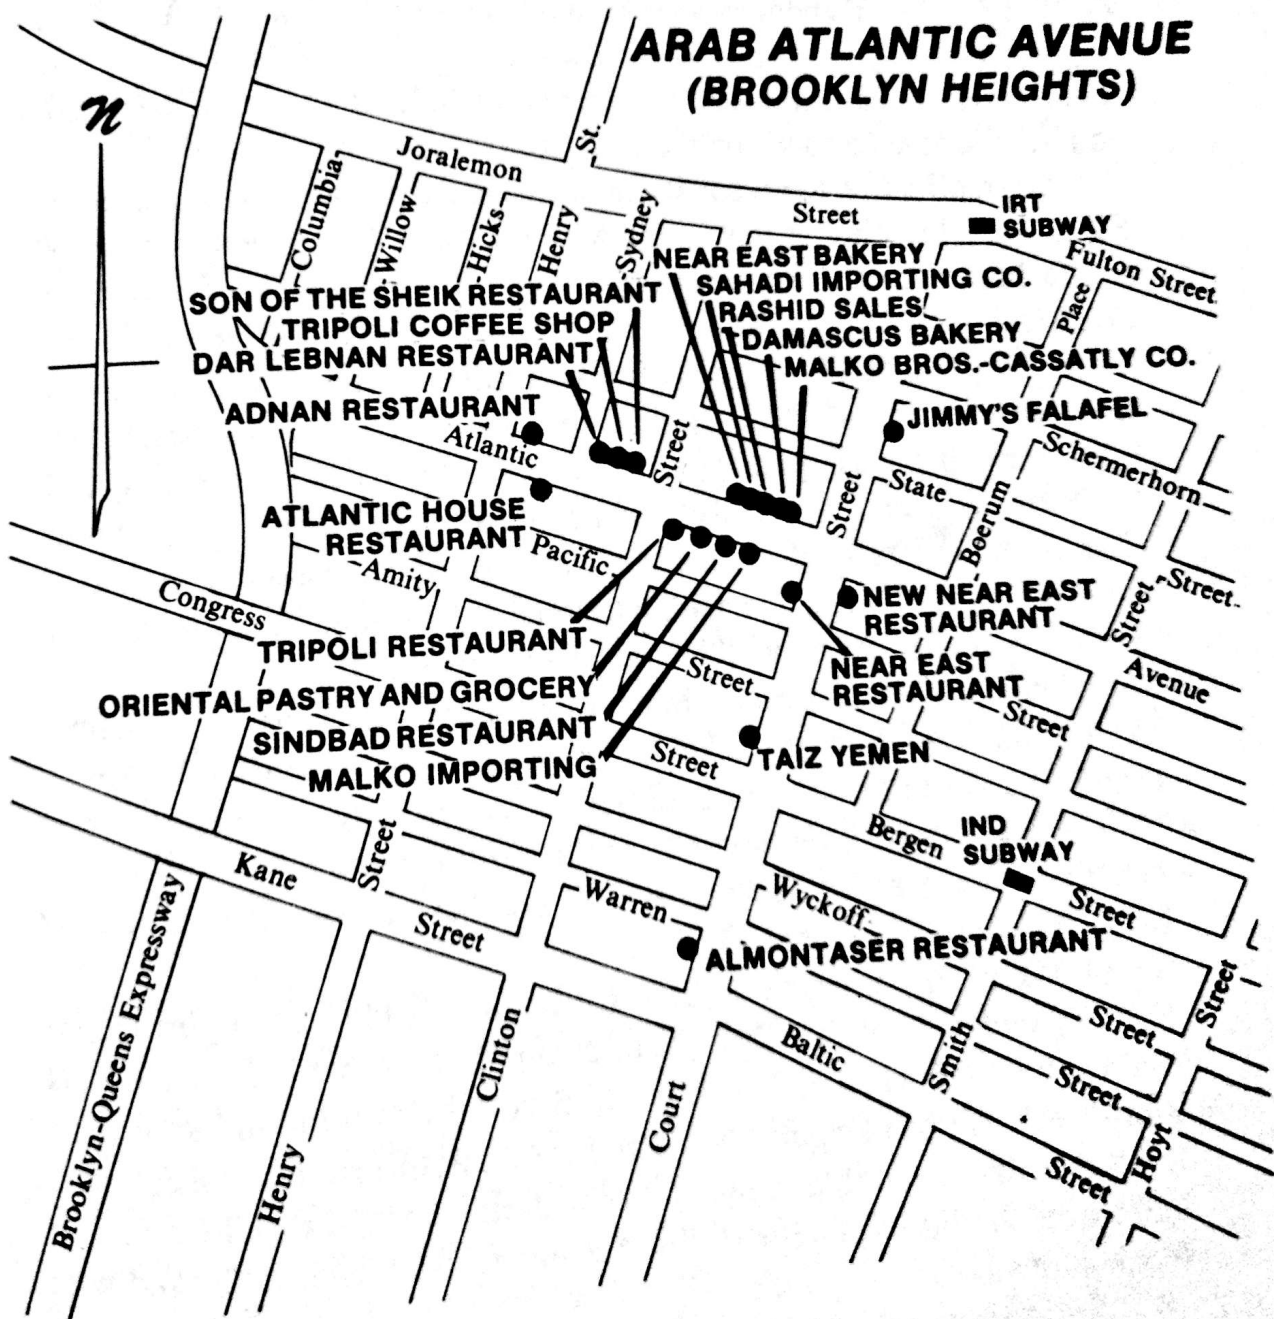 ARAB ATLANTIC AVENUE
(BROOKLYN HEIGHTS)
N
St.
Joralemon
Street
IRT
SUBWAY
Columbia
Willow
Hicks
Henry
Sydney
Place
Fulton Street
NEAR EAST BAKERY
SAHADI IMPORTING CO.
RASHID SALES
DAMASCUS BAKERY
MALKO BROS.-CASSATLY CO.
SON OF THE SHEIK RESTAURANT
TRIPOLI COFFEE SHOP
DAR LEBNAN RESTAURANT
ADNAN RESTAURANT
JIMMY'S FALAFEL
Atlantic
Street
Street
State
Schermerhorn
Boerum
ATLANTIC HOUSE
RESTAURANT
Pacific
Amity
Congress
Street
Street
NEW NEAR EAST
RESTAURANT
TRIPOLI RESTAURANT
NEAR EAST
RESTAURANT
Street
Avenue
Street
ORIENTAL PASTRY AND GROCERY
SINDBAD RESTAURANT
MALKO IMPORTING
Street
TAIZ YEMEN
Bergen
IND
SUBWAY
Street
Kane
Street
Street
Warren
Wyckoff
ALMONTASER RESTAURANT
Street
Street
Street
Brooklyn-Queens Expressway
Henry
Clinton
Court
Baltic
Smith
Hoyt
Street